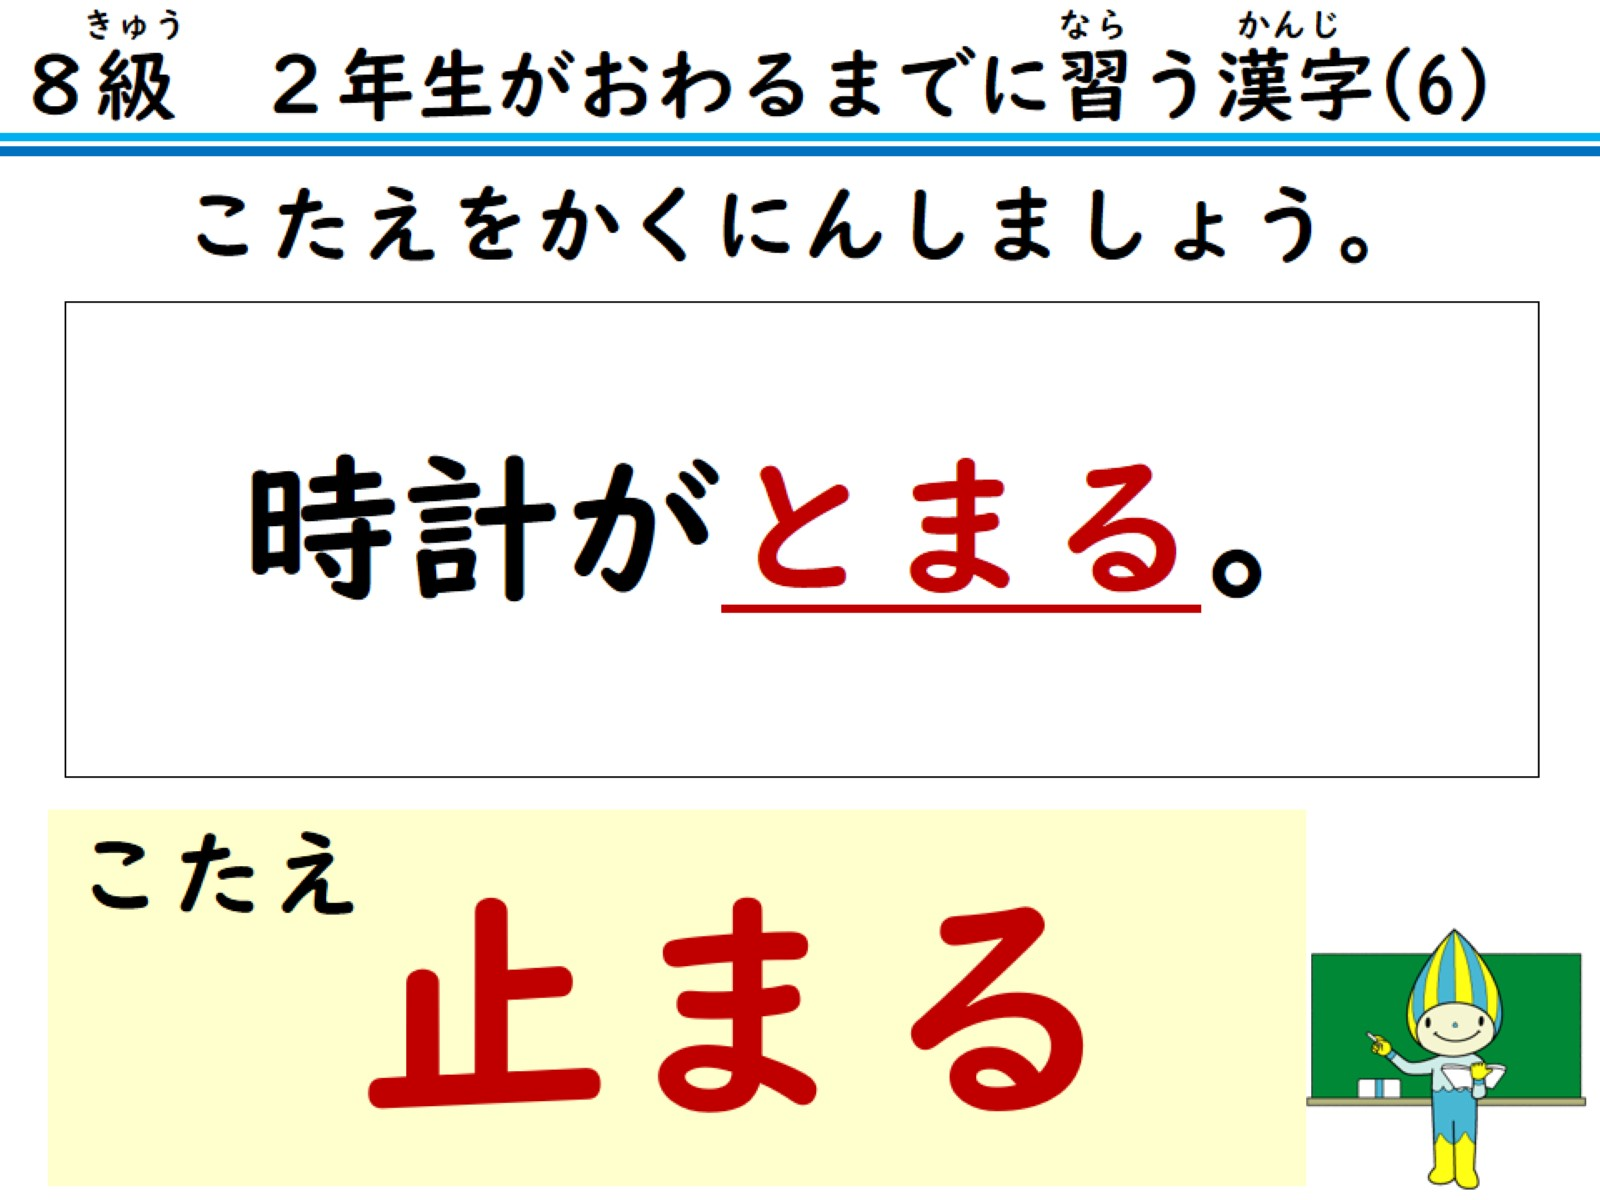 きゅう なら かんじ
８級　２年生がおわるまでに習う漢字(6)
こたえをかくにんしましょう。
時計がとまる。
こたえ
止まる